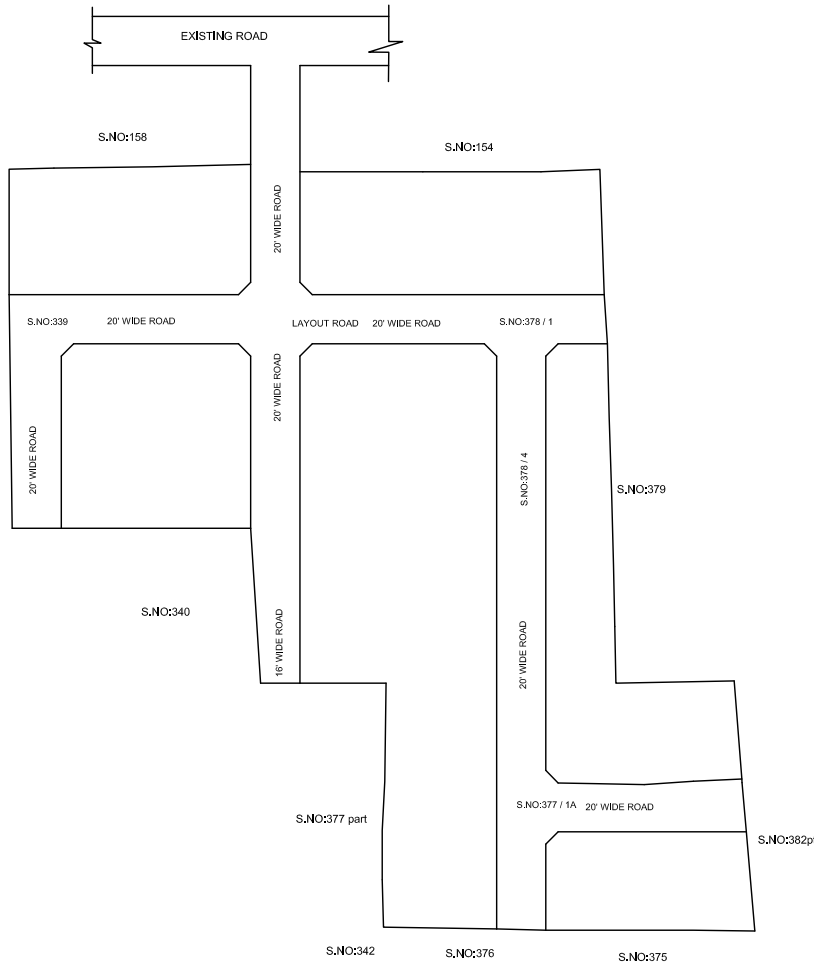 EXISTING ROAD
S.NO:158
S.NO:154
20' WIDE ROAD
S.NO:339
20' WIDE ROAD
LAYOUT ROAD
20' WIDE ROAD
S.NO:378 / 1
20' WIDE ROAD
20' WIDE ROAD
S.NO:378 / 4
S.NO:379
S.NO:340
16' WIDE ROAD
20' WIDE ROAD
S.NO:377 part
S.NO:377 / 1A
20' WIDE ROAD
S.NO:382p
S.NO:342
S.NO:376
S.NO:375